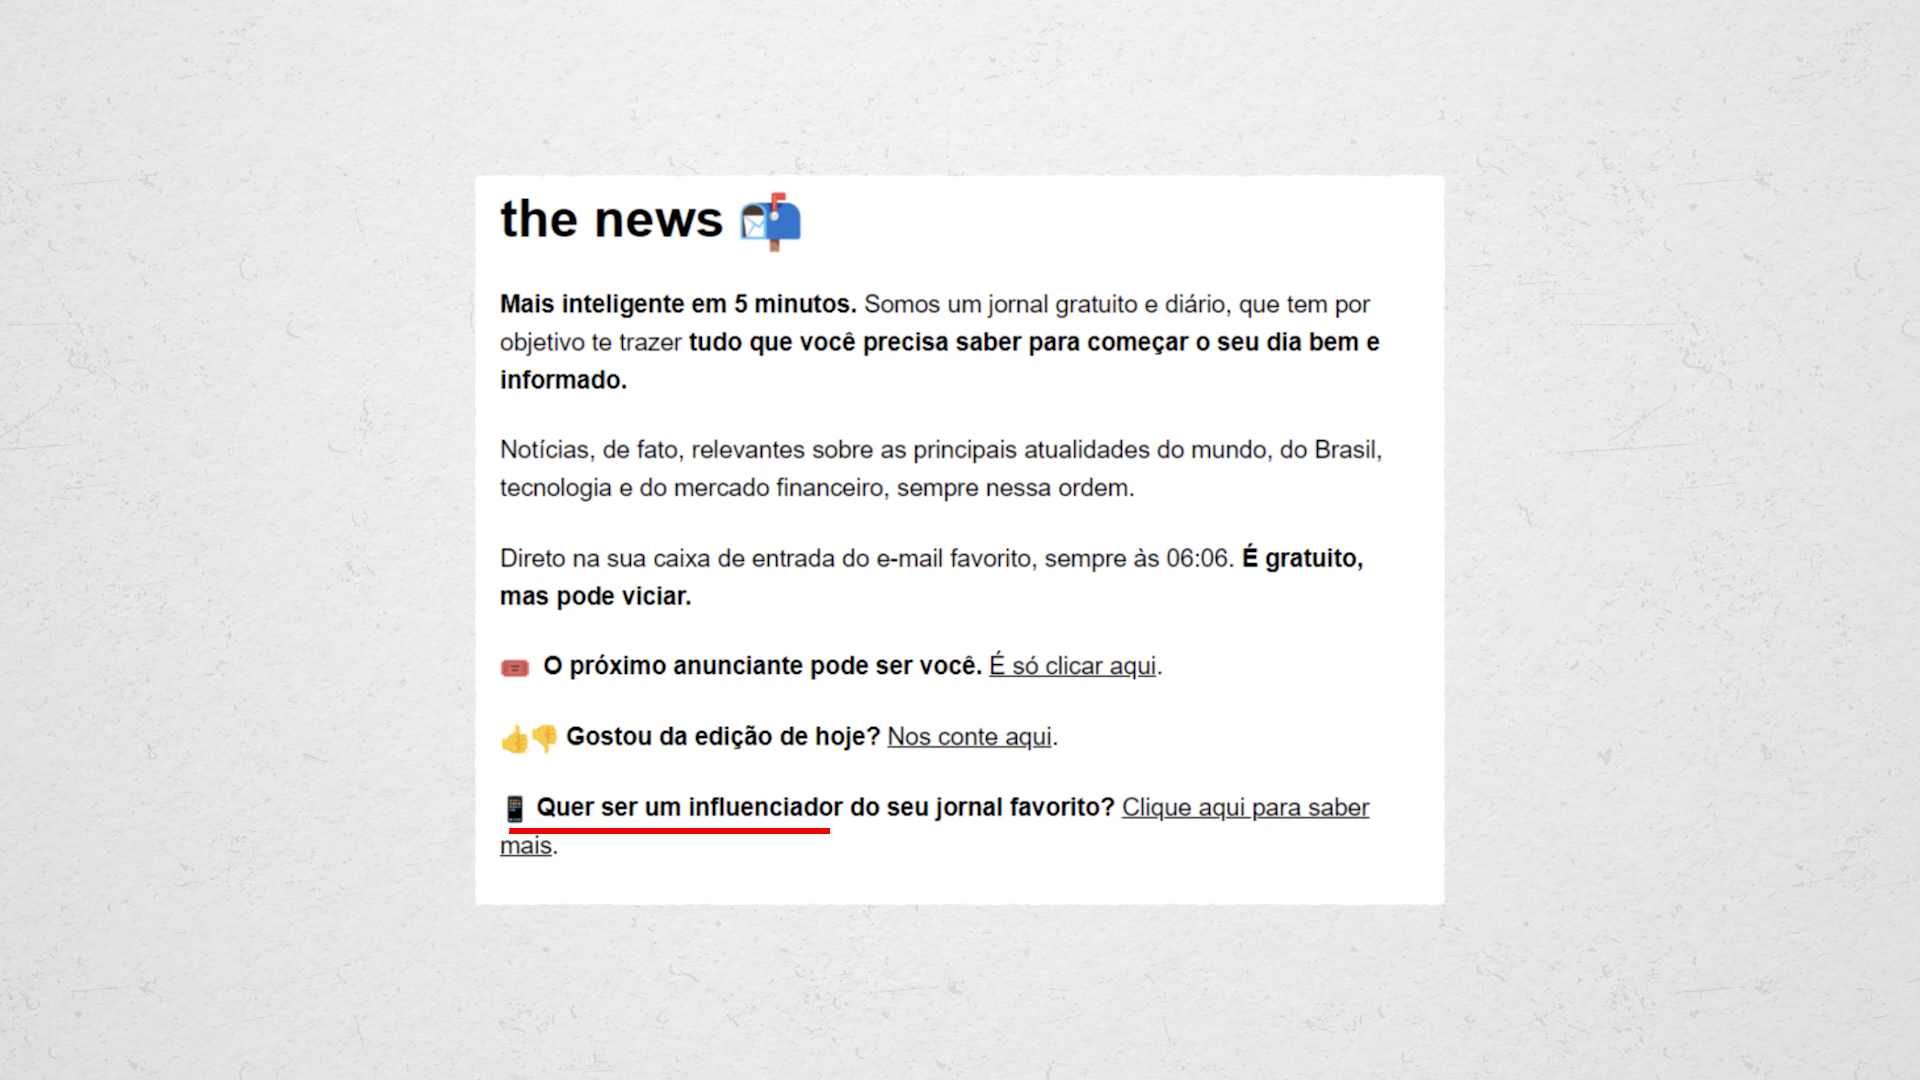 the news 📬
Mais inteligente em 5 minutos. Somos um jornal gratuito e diário, que tem por
objetivo te trazer tudo que você precisa saber para começar o seu dia bem e
informado.
Notícias, de fato, relevantes sobre as principais atualidades do mundo, do Brasil,
tecnologia e do mercado financeiro, sempre nessa ordem.
Direto na sua caixa de entrada do e-mail favorito, sempre às 06:06. É gratuito,
mas pode viciar.
🎟️ O próximo anunciante pode ser você. É só clicar aqui.
👍👎 Gostou da edição de hoje? Nos conte aqui.
📱 Quer ser um influenciador do seu jornal favorito? Clique aqui para saber
mais.